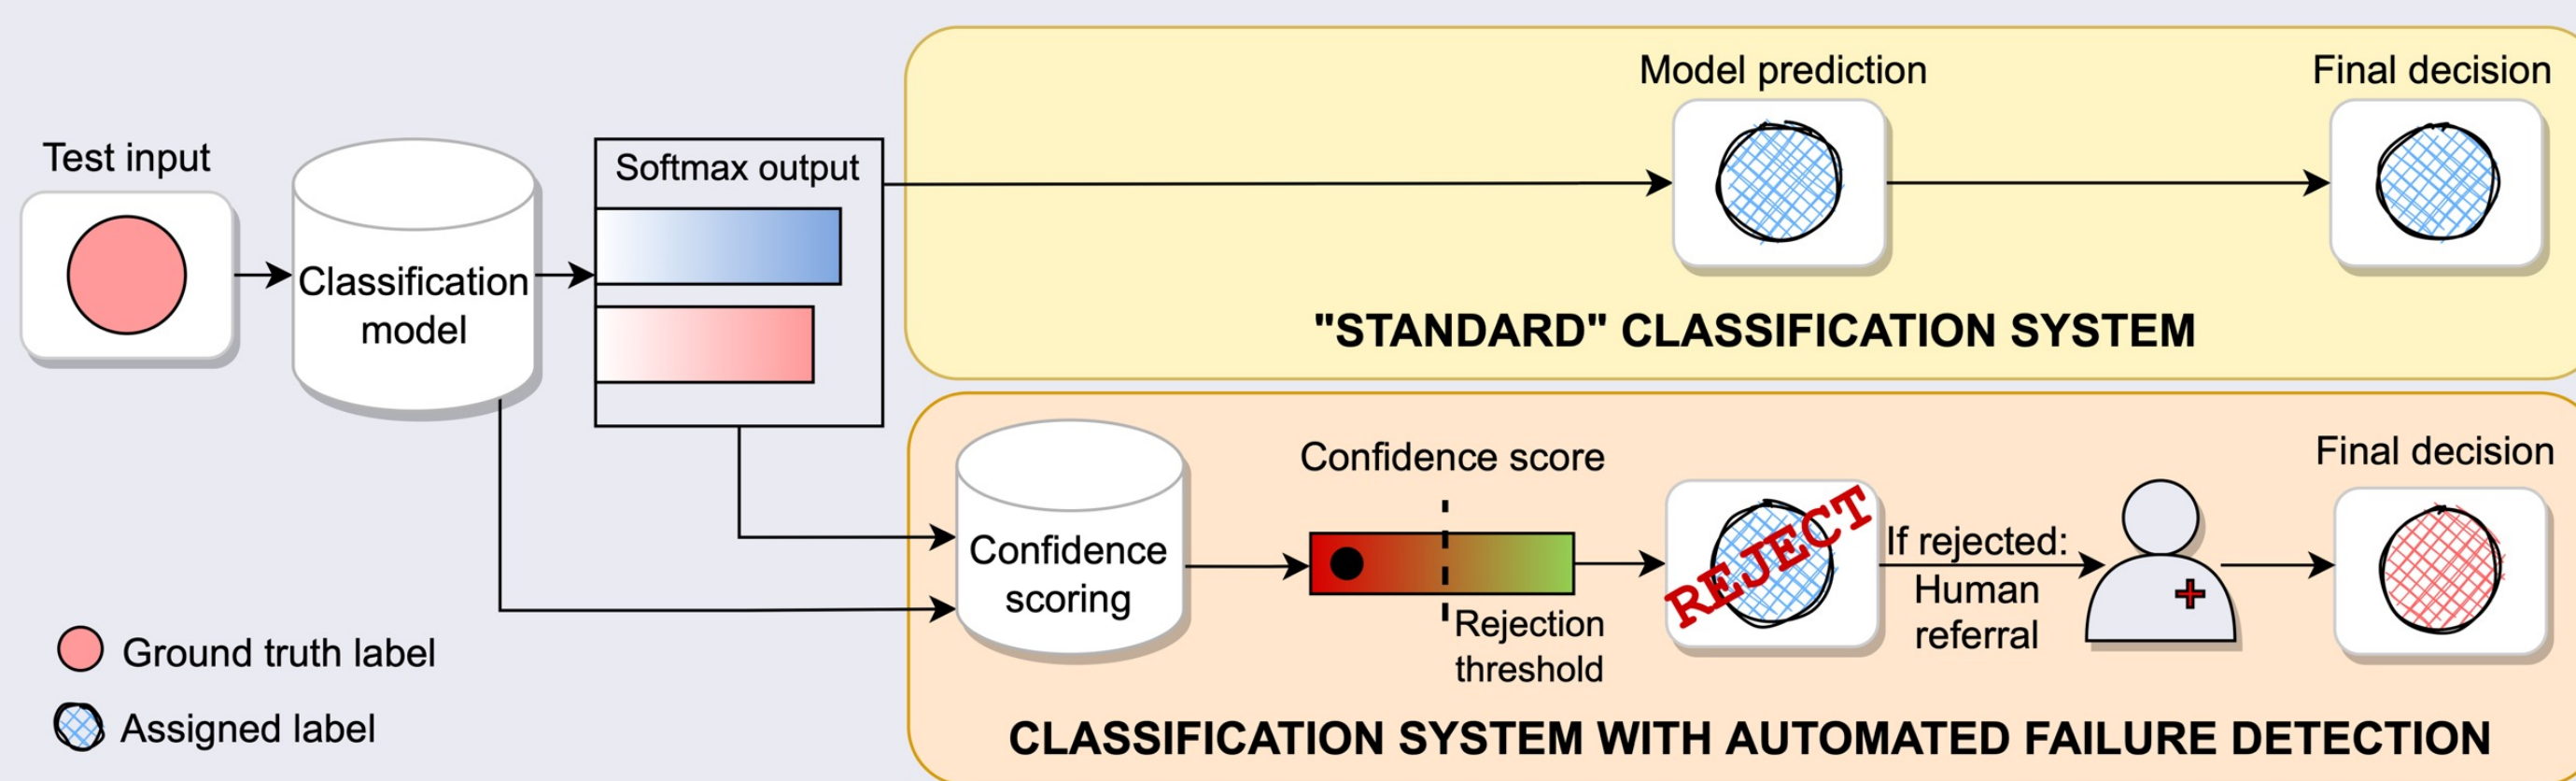 Test input
Classification
model
Softmax output
Model prediction
Final decision
"STANDARD" CLASSIFICATION SYSTEM
Confidence
scoring
Confidence score
Rejection
threshold
REJECT
If rejected:
Human
referral
Final decision
CLASSIFICATION SYSTEM WITH AUTOMATED FAILURE DETECTION
Ground truth label
Assigned label